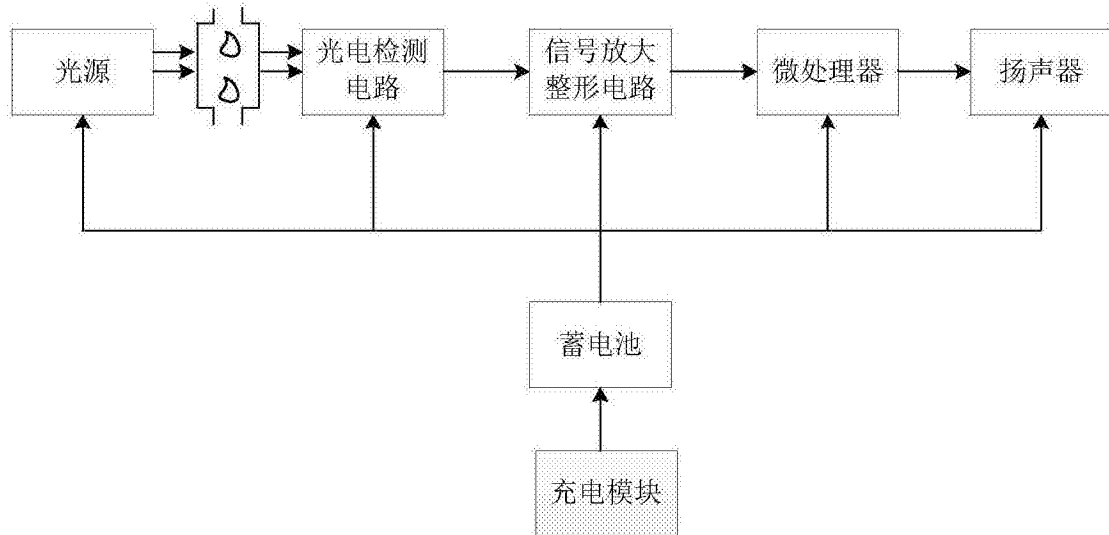 光源
光电检测
电路
信号放大
整形电路
微处理器
扬声器
蓄电池
充电模块